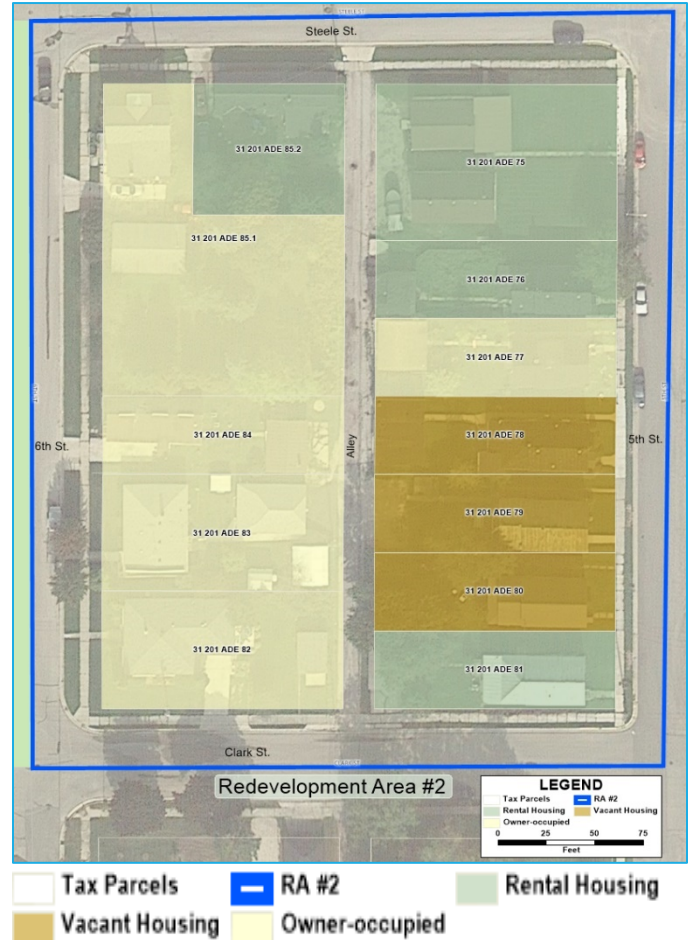 Steele St.
31 201 ADE 85.2
31 201 ADE 75
31 201 ADE 85.1
31 201 ADE 76
31 201 ADE 77
31 201 ADE 84
31 201 ADE 78
6th St.
Alley
5th St.
31 201 ADE 79
31 201 ADE 83
31 201 ADE 80
31 201 ADE 82
31 201 ADE 81
Clark St.
Redevelopment Area #2
LEGEND
Tax Parcels RA #2
Rental Housing Vacant Housing
Owner-occupied
0 25 50 75
Feet
Tax Parcels RA #2 Rental Housing
Vacant Housing Owner-occupied